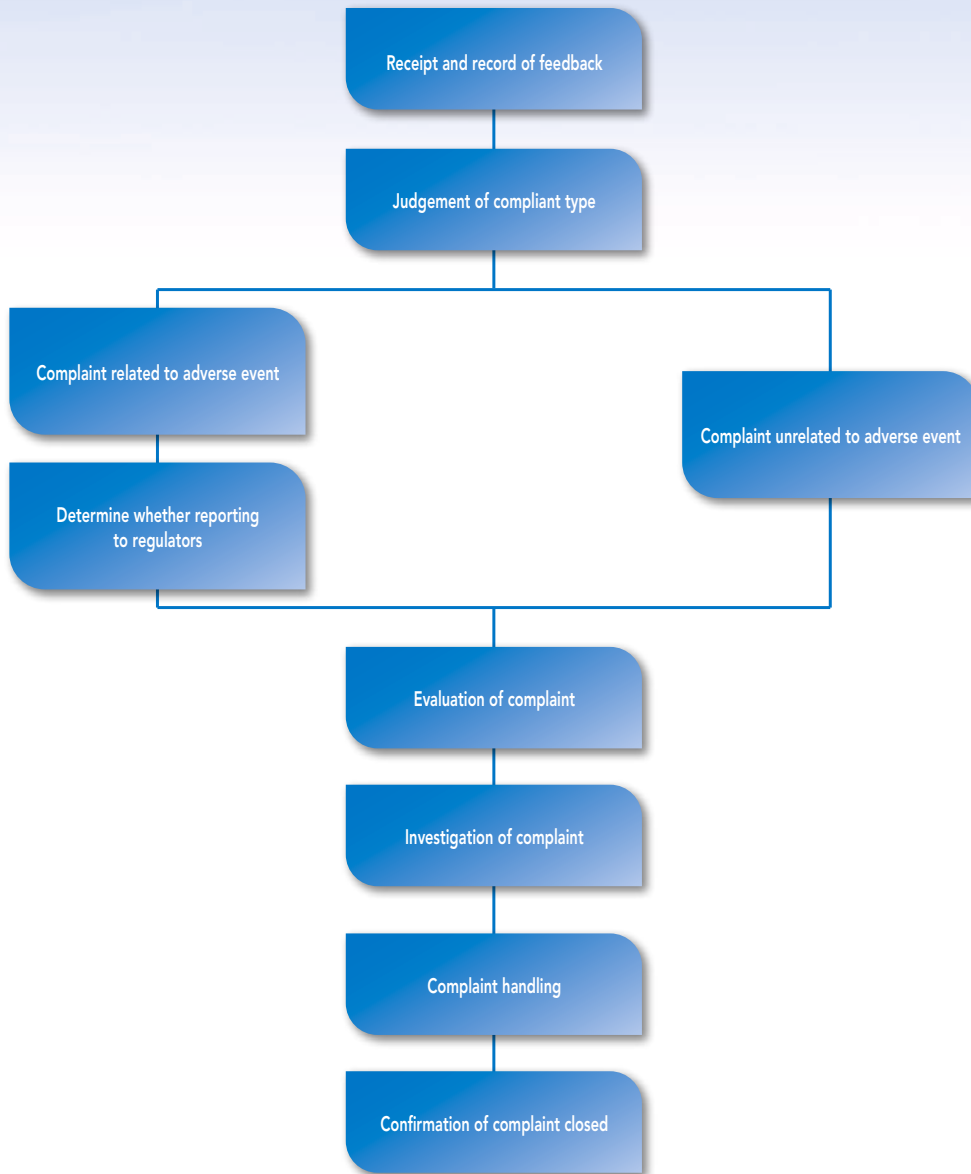 Receipt and record of feedback
Judgement of compliant type
Complaint related to adverse event
Complaint unrelated to adverse event
Determine whether reporting
to regulators
Evaluation of complaint
Investigation of complaint
Complaint handling
Confirmation of complaint closed